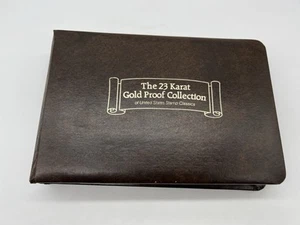 The 23 Karat
Gold Proof Collection
of United States Stamp Classics